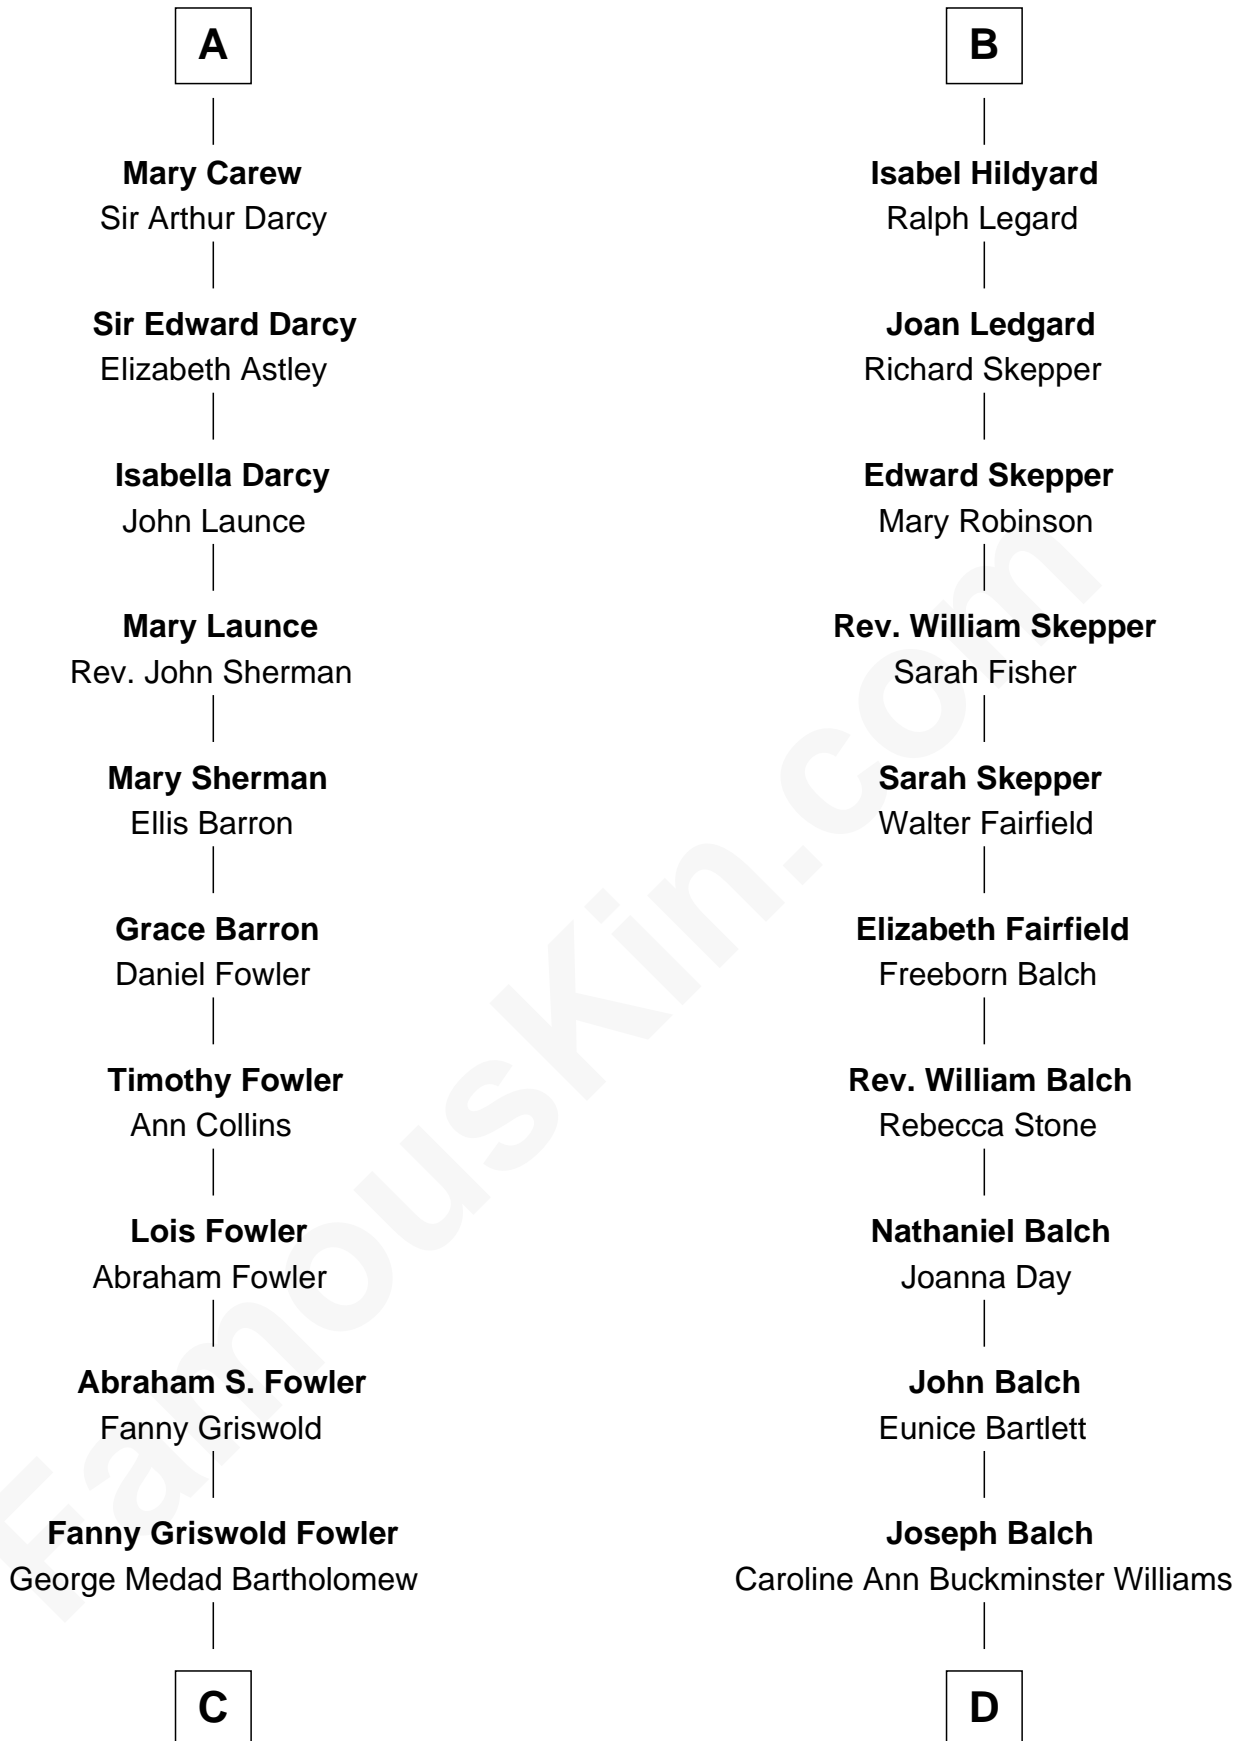 A
Mary Carew
Sir Arthur Darcy
Sir Edward Darcy
Elizabeth Astley
Isabella Darcy
John Launce
Mary Launce
Rev. John Sherman
Mary Sherman
Ellis Barron
Grace Barron
Daniel Fowler
Timothy Fowler
Ann Collins
Lois Fowler
Abraham Fowler
Abraham S. Fowler
Fanny Griswold
Fanny Griswold Fowler
George Medad Bartholomew
C
B
Isabel Hildyard
Ralph Legard
Joan Ledgard
Richard Skepper
Edward Skepper
Mary Robinson
Rev. William Skepper
Sarah Fisher
Sarah Skepper
Walter Fairfield
Elizabeth Fairfield
Freeborn Balch
Rev. William Balch
Rebecca Stone
Nathaniel Balch
Joanna Day
John Balch
Eunice Bartlett
Joseph Balch
Caroline Ann Buckminster Williams
D
FamousKin.com